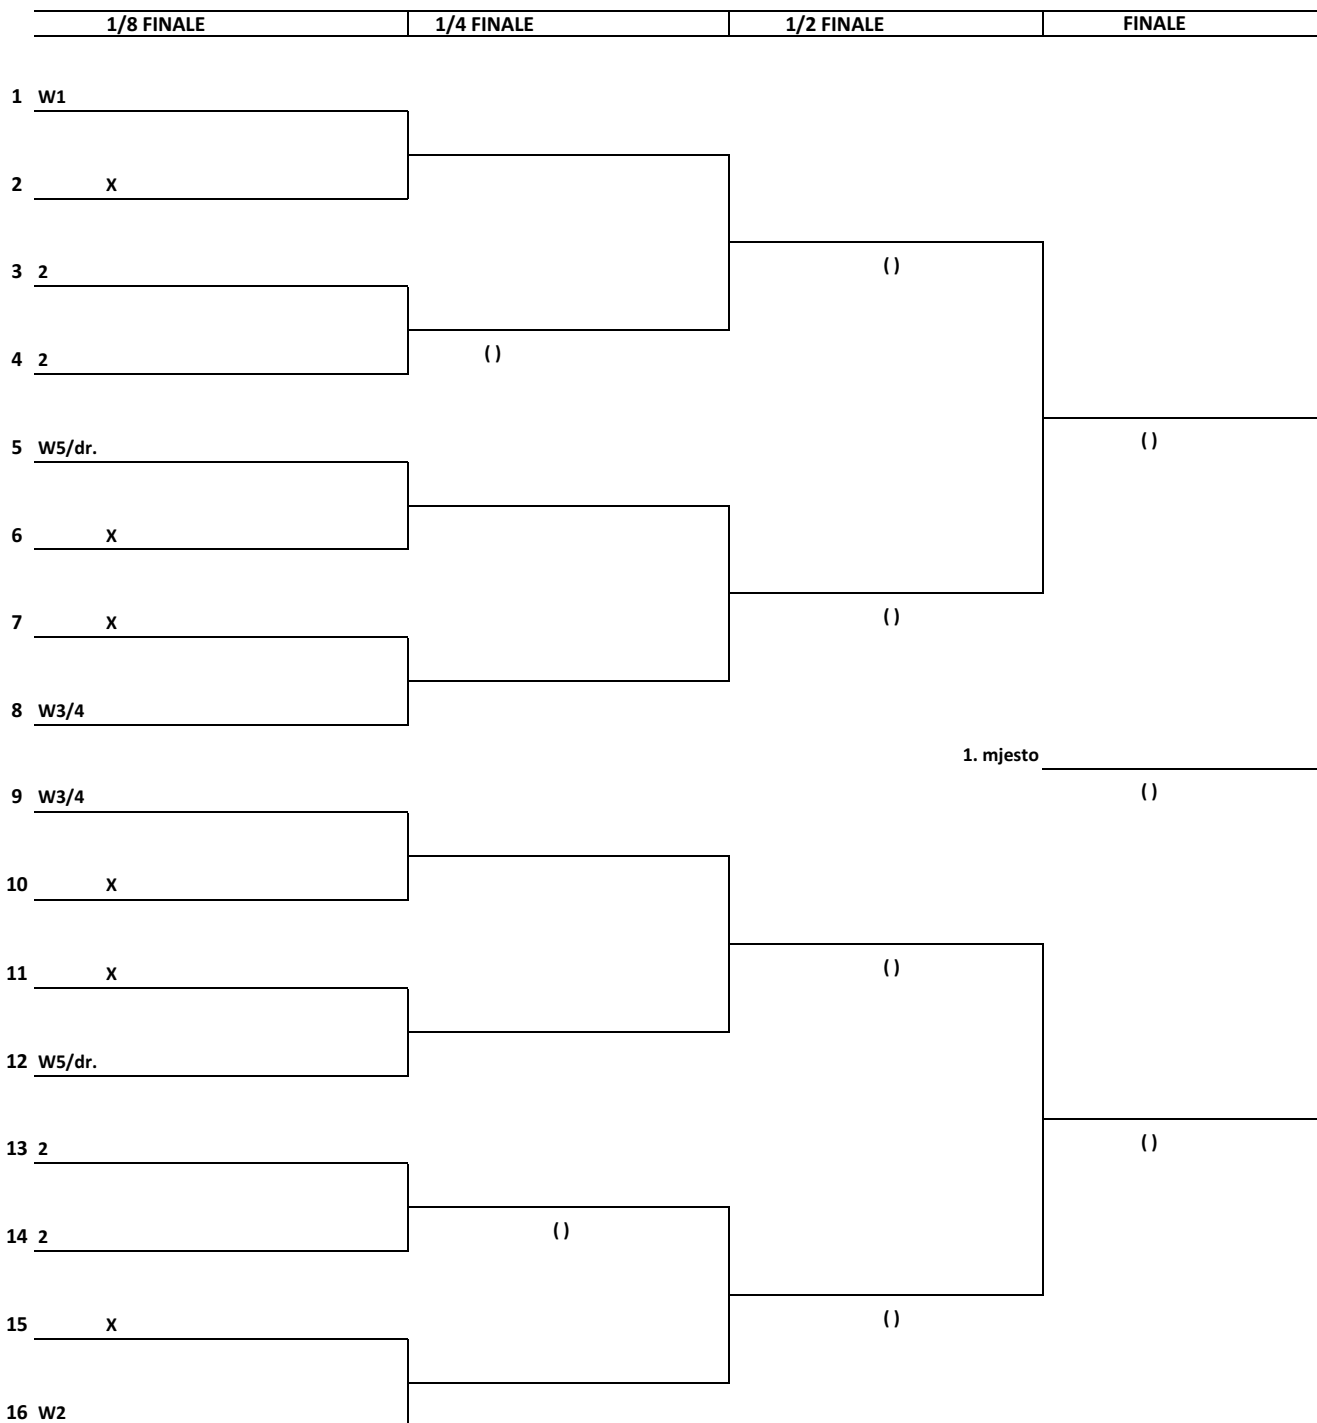 1/8 FINALE 1/4 FINALE 1/2 FINALE FINALE
1 W1
2 X
( )
3 2
( )
4 2
( )
5 W5/dr.
6 X
( )
7 X
8 W3/4
1. mjesto
( )
9 W3/4
10 X
( )
11 X
12 W5/dr.
( )
13 2
( )
14 2
( )
15 X
16 W2